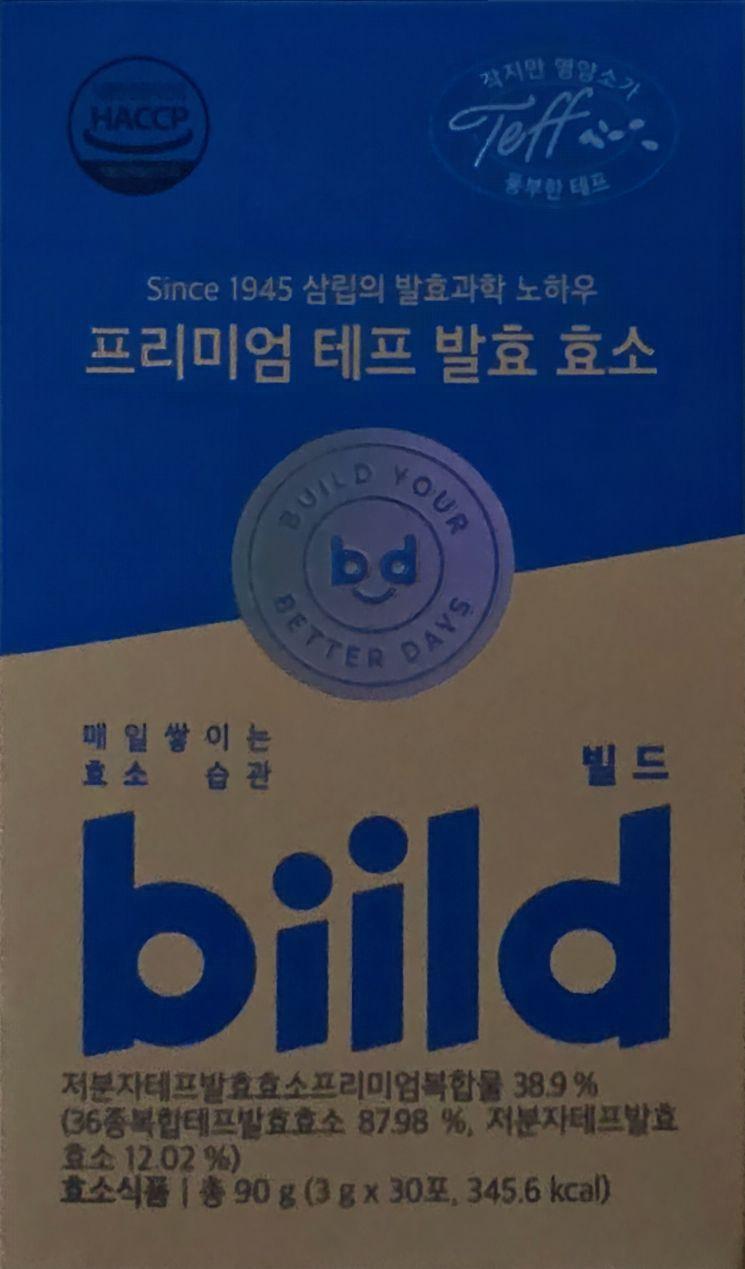 HACCP
작지만 영양소가
Teff
풍부한 테프
Since 1945 삼립의 발효과학 노하우
프리미엄 테프 발효 효소
BUILD YOUR
bd
BETTER DAYS
매일쌓이는
효소 습관
빌드
biild
저분자테프발효효소프리미엄복합물 38.9 %
(36종복합테프발효효소 87.98 %, 저분자테프발효
효소 12.02 %)
효소식품 | 총 90 g (3 g x 30포, 345.6 kcal)